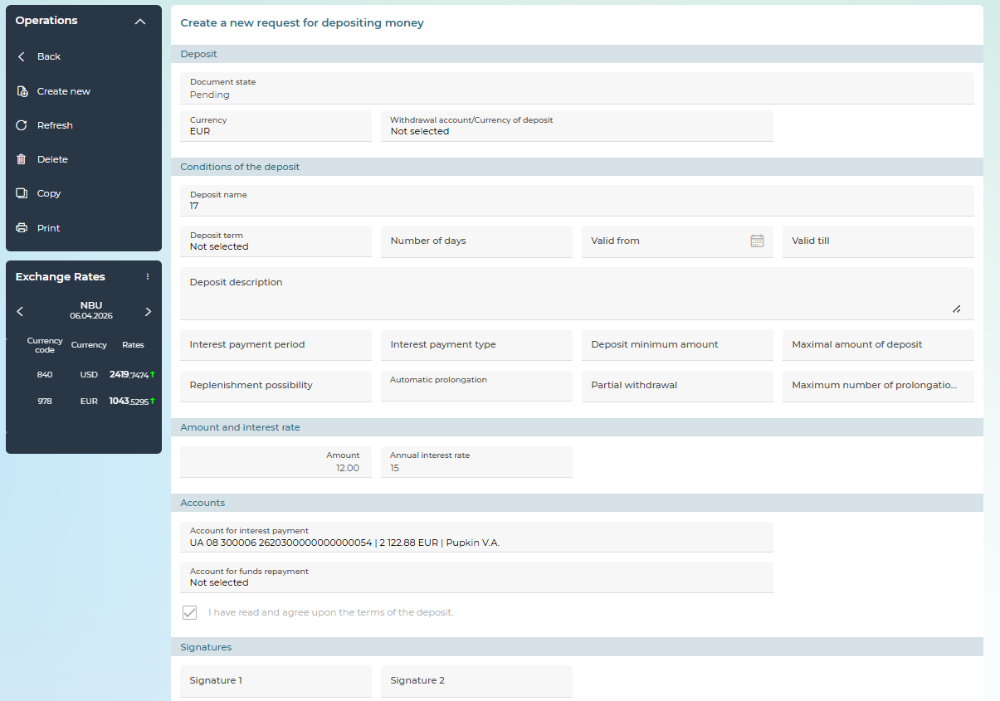 Operations
Back
Create new
Refresh
Delete
Copy
Print
Exchange Rates
NBU
06.04.2026
Currency code Currency Rates
840 USD 2419.7474
978 EUR 1043.5295
Create a new request for depositing money
Deposit
Document state
Pending
Currency Withdrawal account/Currency of deposit
EUR Not selected
Conditions of the deposit
Deposit name
17
Deposit term
Not selected
Number of days
Valid from
Valid till
Deposit description
Interest payment period Interest payment type Deposit minimum amount Maximal amount of deposit
Replenishment possibility Automatic prolongation Partial withdrawal Maximum number of prolongatio...
Amount and interest rate
Amount Annual interest rate
12.00 15
Accounts
Account for interest payment
UA 08 300006 2620300000000000054 | 2 122.88 EUR | Pupkin V.A.
Account for funds repayment
Not selected
I have read and agree upon the terms of the deposit.
Signatures
Signature 1 Signature 2